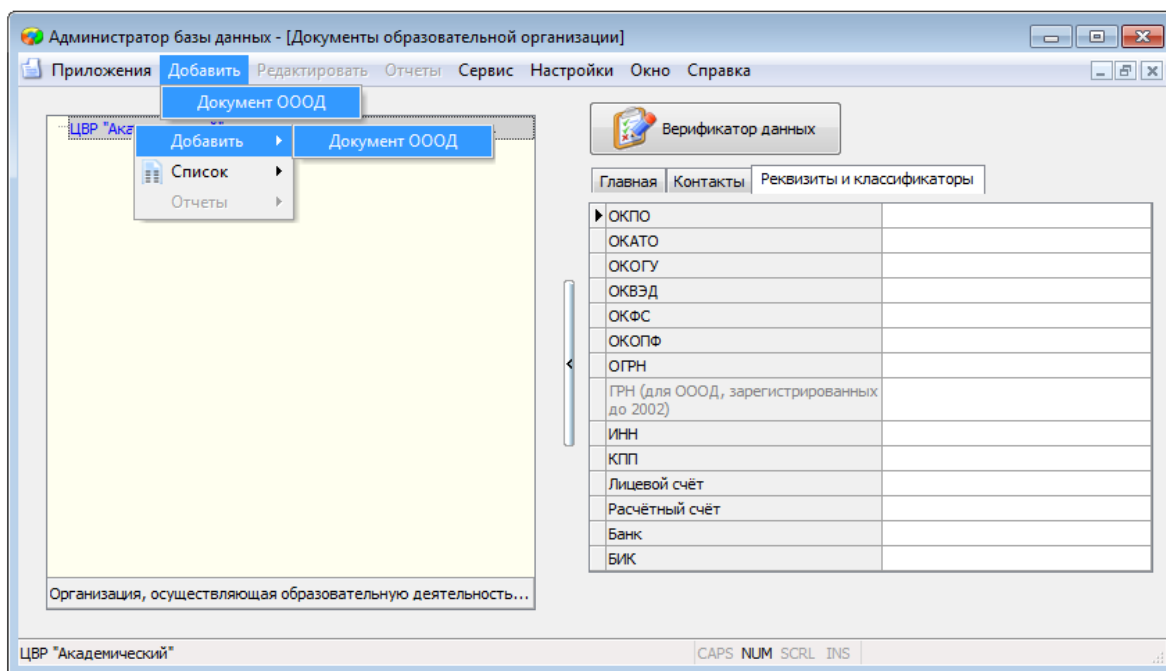 Администратор базы данных - [Документы образовательной организации]
Приложения Добавить Редактировать Отчеты Сервис Настройки Окно Справка
Документ ОООД
ЦВР "Ака
Добавить Документ ОООД
Список
Отчеты
Верификатор данных
Главная Контакты Реквизиты и классификаторы
ОКПО
ОКАТО
ОКОГУ
ОКВЭД
ОКФС
ОКОПФ
ОГРН
ГРН (для ОООД, зарегистрированных
до 2002)
ИНН
КПП
Лицевой счёт
Расчётный счёт
Банк
БИК
Организация, осуществляющая образовательную деятельность...
ЦВР "Академический"
CAPS NUM SCRL INS